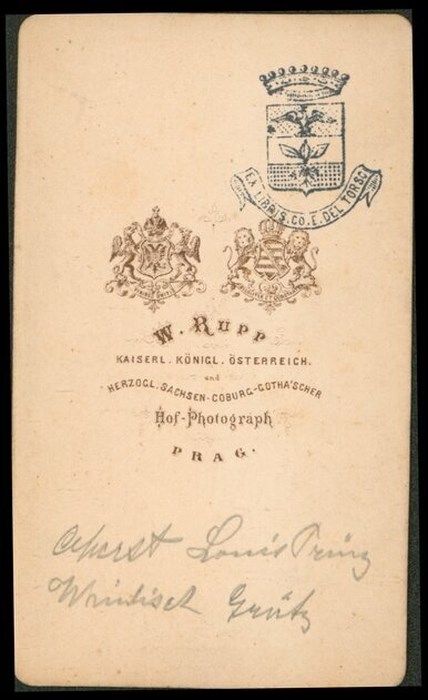 EX LIBRIS.CO.E.DEL TORSO
W. RUPP
KAISERL. KÖNIGL. ÖSTERREICH.
und
HERZOGL. SACHSEN-COBURG-GOTHA'SCHER
Hof-Photograph
PRAG.
Oberst Louis Prinz
Windisch Grätz